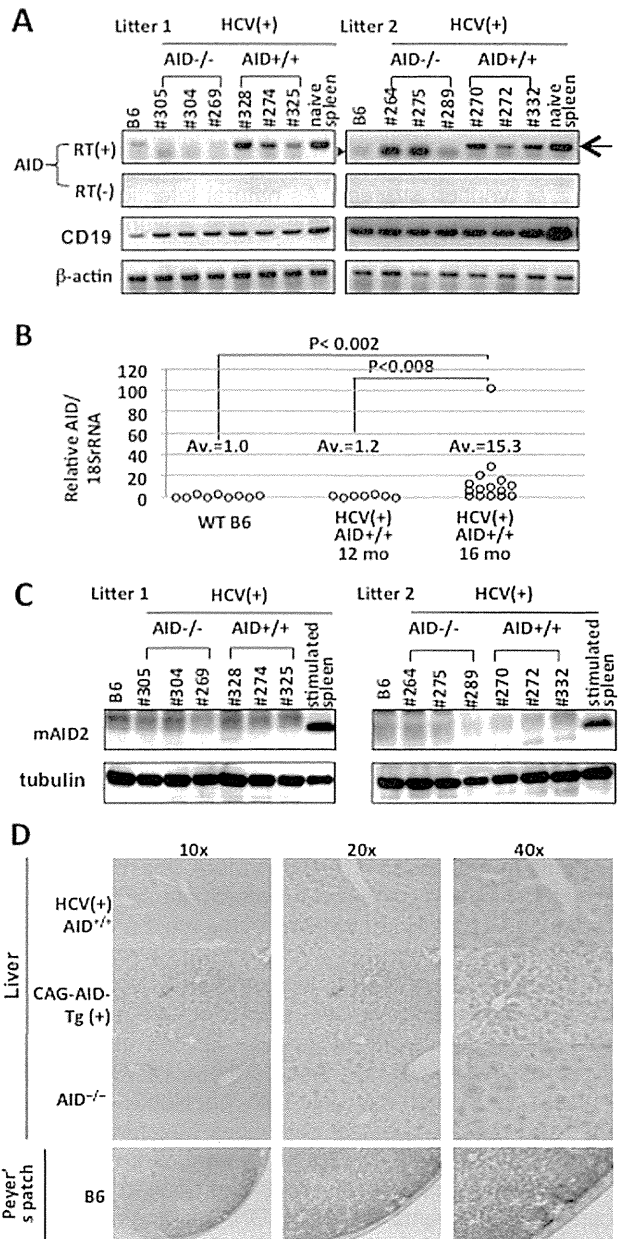 A
Litter 1 HCV(+) Litter 2 HCV(+)
AID-/- AID+/+ AID-/- AID+/+
B6 #305 #304 #269 #328 #274 #325 naive spleen B6 #264 #275 #289 #270 #272 #332 naive spleen
AID RT(+)
RT(-)
CD19
β-actin
B
P< 0.002
P<0.008
Relative AID/ 18SrRNA
120
100
80
60
40
20
0
Av.=1.0 Av.=1.2 Av.=15.3
WT B6 HCV(+) HCV(+)
AID+/+ AID+/+
12 mo 16 mo
C
Litter 1 HCV(+) Litter 2 HCV(+)
AID-/- AID+/+ AID-/- AID+/+
B6 #305 #304 #269 #328 #274 #325 stimulated spleen B6 #264 #275 #289 #270 #272 #332 stimulated spleen
mAID2
tubulin
D
10x 20x 40x
Liver
HCV(+)
AID+/+
CAG-AID-
Tg (+)
AID−/−
Peyer'
s patch
B6